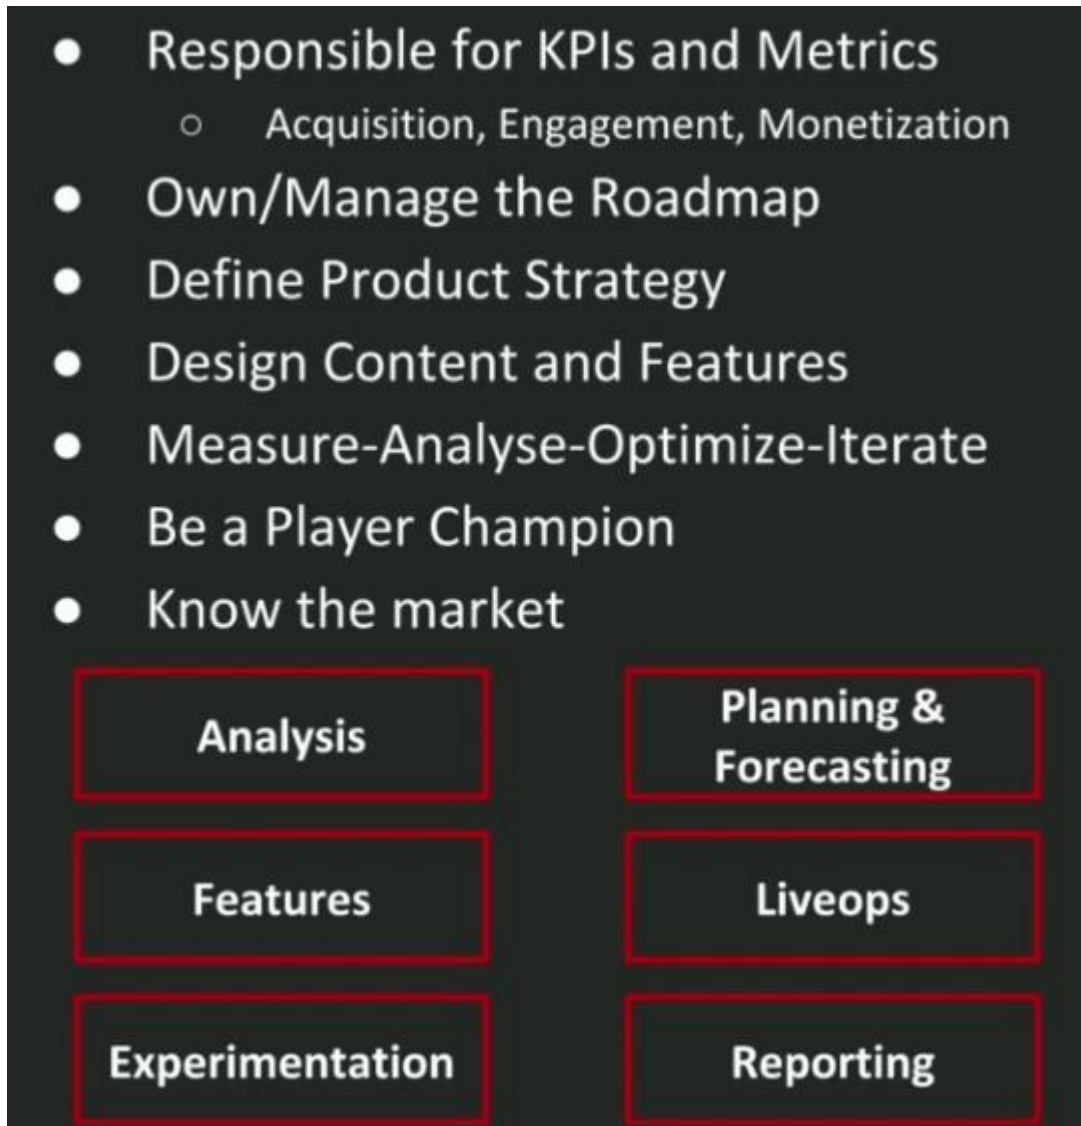 Responsible for KPIs and Metrics
Acquisition, Engagement, Monetization
Own/Manage the Roadmap
Define Product Strategy
Design Content and Features
Measure-Analyse-Optimize-Iterate
Be a Player Champion
Know the market
Analysis
Planning &
Forecasting
Features
Liveops
Experimentation
Reporting